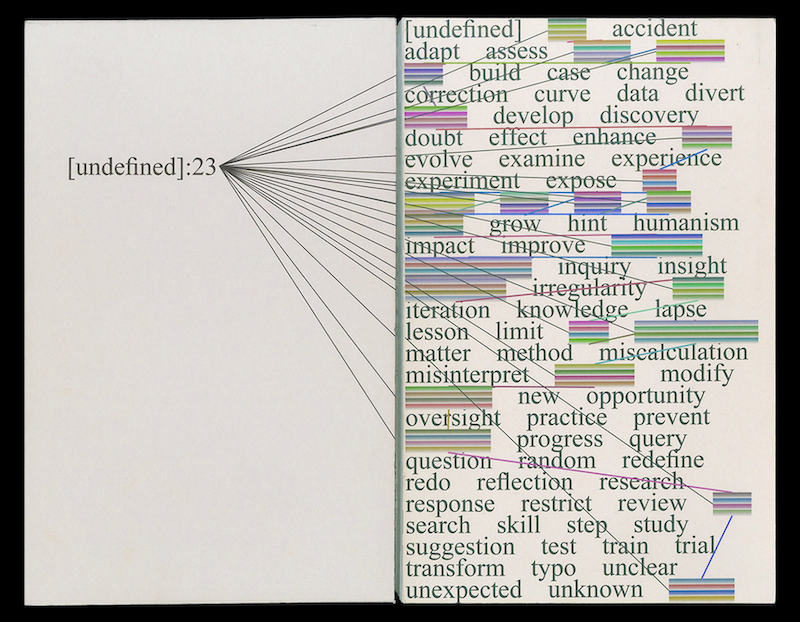 [undefined]:23
[undefined] accident
adapt assess
build case change
correction curve data divert
develop discovery
doubt effect enhance
evolve examine experience
experiment expose
grow hint humanism
impact improve
inquiry insight
irregularity
iteration knowledge lapse
lesson limit
matter method miscalculation
misinterpret modify
new opportunity
oversight practice prevent
progress query
question random redefine
redo reflection research
response restrict review
search skill step study
suggestion test train trial
transform typo unclear
unexpected unknown